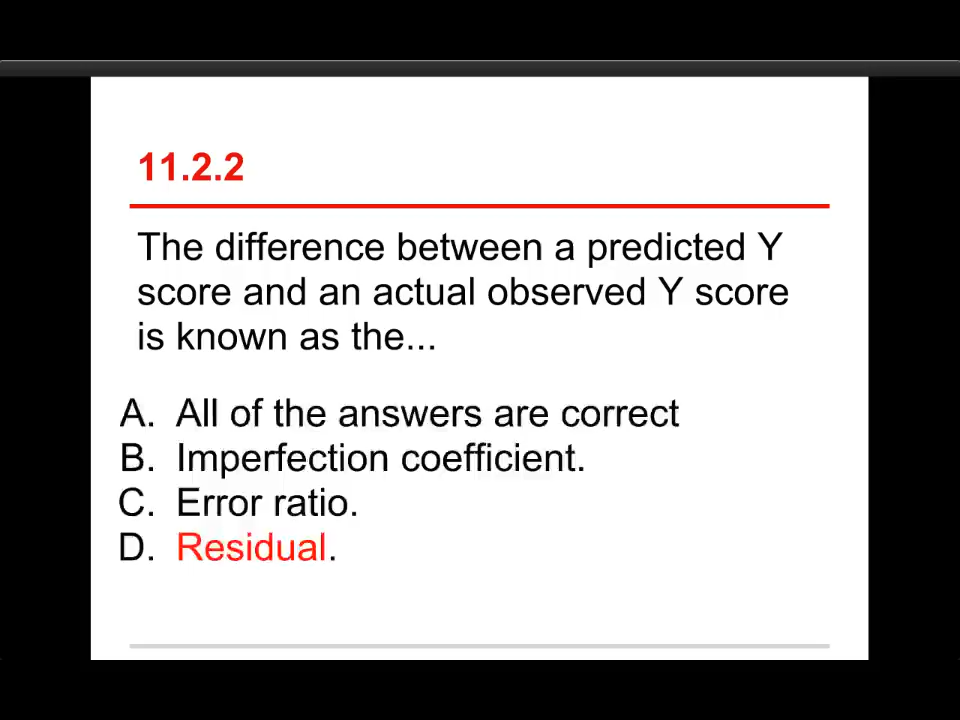 11.2.2
The difference between a predicted Y
score and an actual observed Y score
is known as the...
A. All of the answers are correct
B. Imperfection coefficient.
C. Error ratio.
D. Residual.